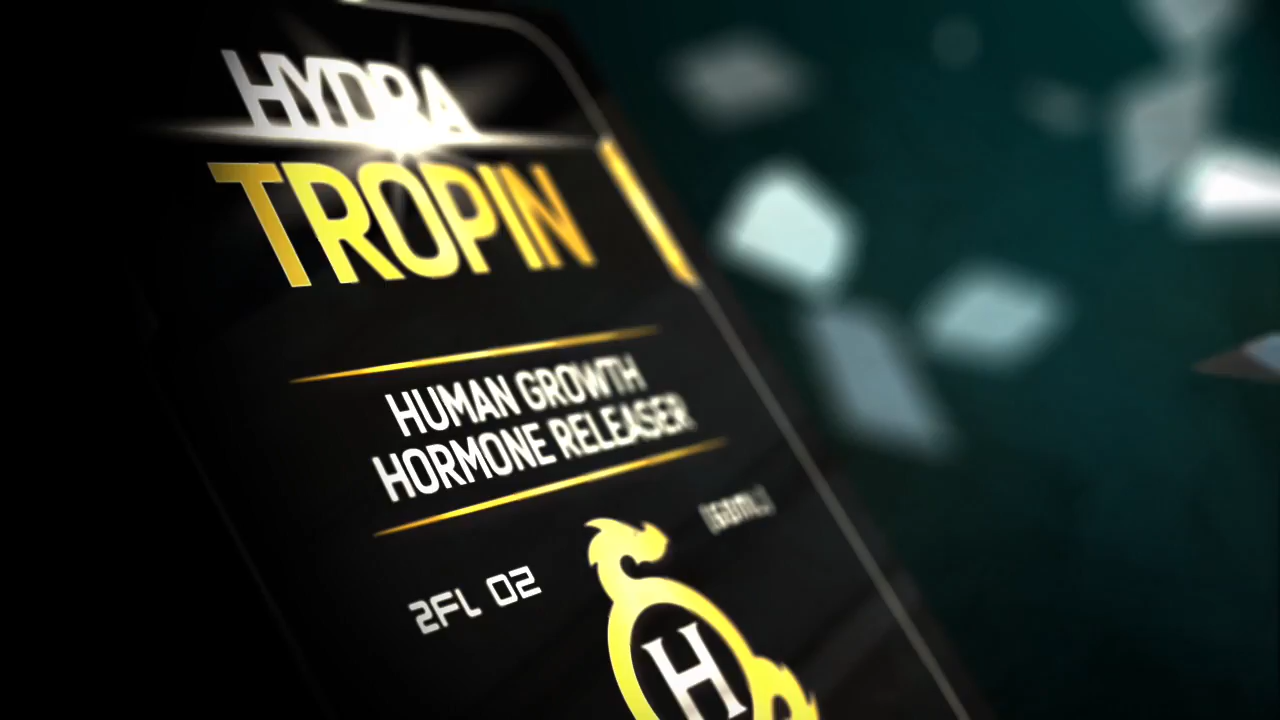 HYDRA
TROPIN
HUMAN GROWTH
HORMONE RELEASER
(60ML)
2FL OZ
H